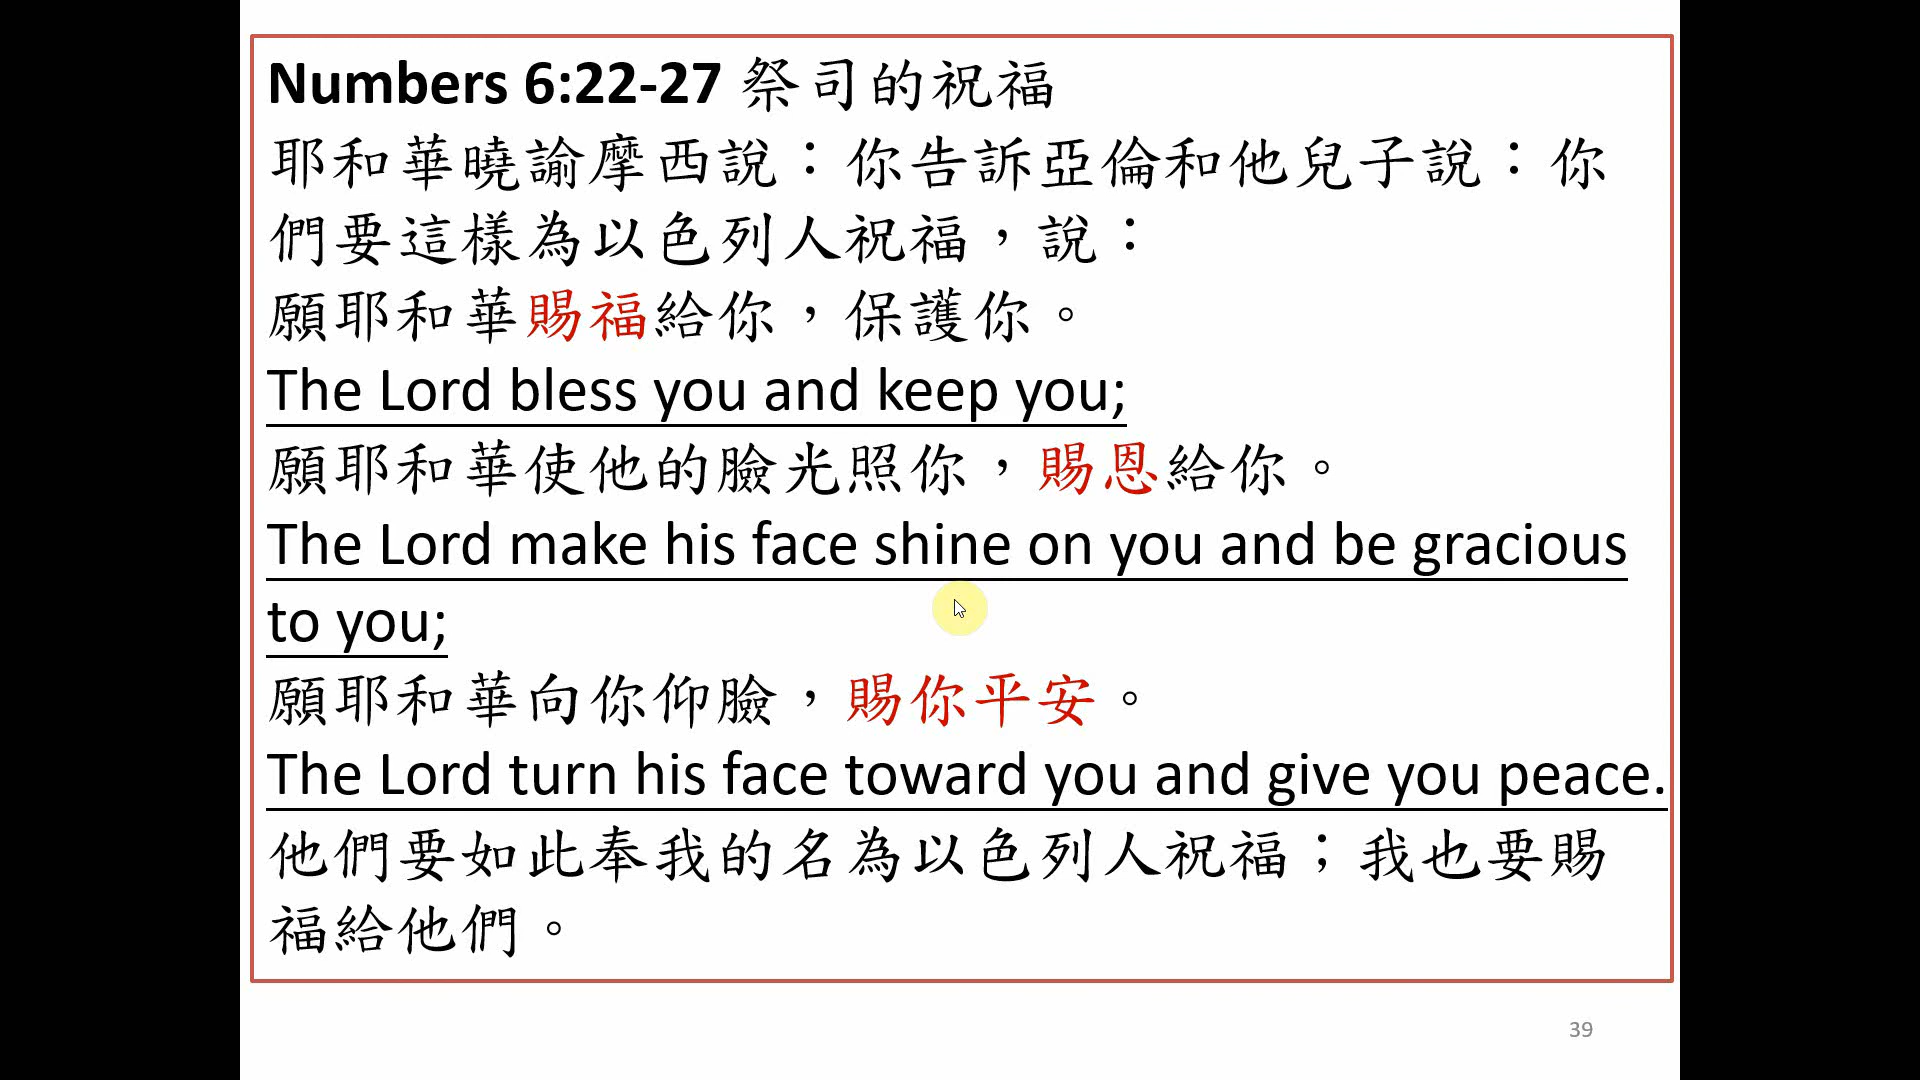 Numbers 6:22-27 祭司的祝福
耶和華曉諭摩西說：你告訴亞倫和他兒子說：你
們要這樣為以色列人祝福，說：
願耶和華賜福給你，保護你。
The Lord bless you and keep you;
願耶和華使他的臉光照你，賜恩給你。
The Lord make his face shine on you and be gracious
to you;
願耶和華向你仰臉，賜你平安。
The Lord turn his face toward you and give you peace.
他們要如此奉我的名為以色列人祝福；我也要賜
福給他們。
39